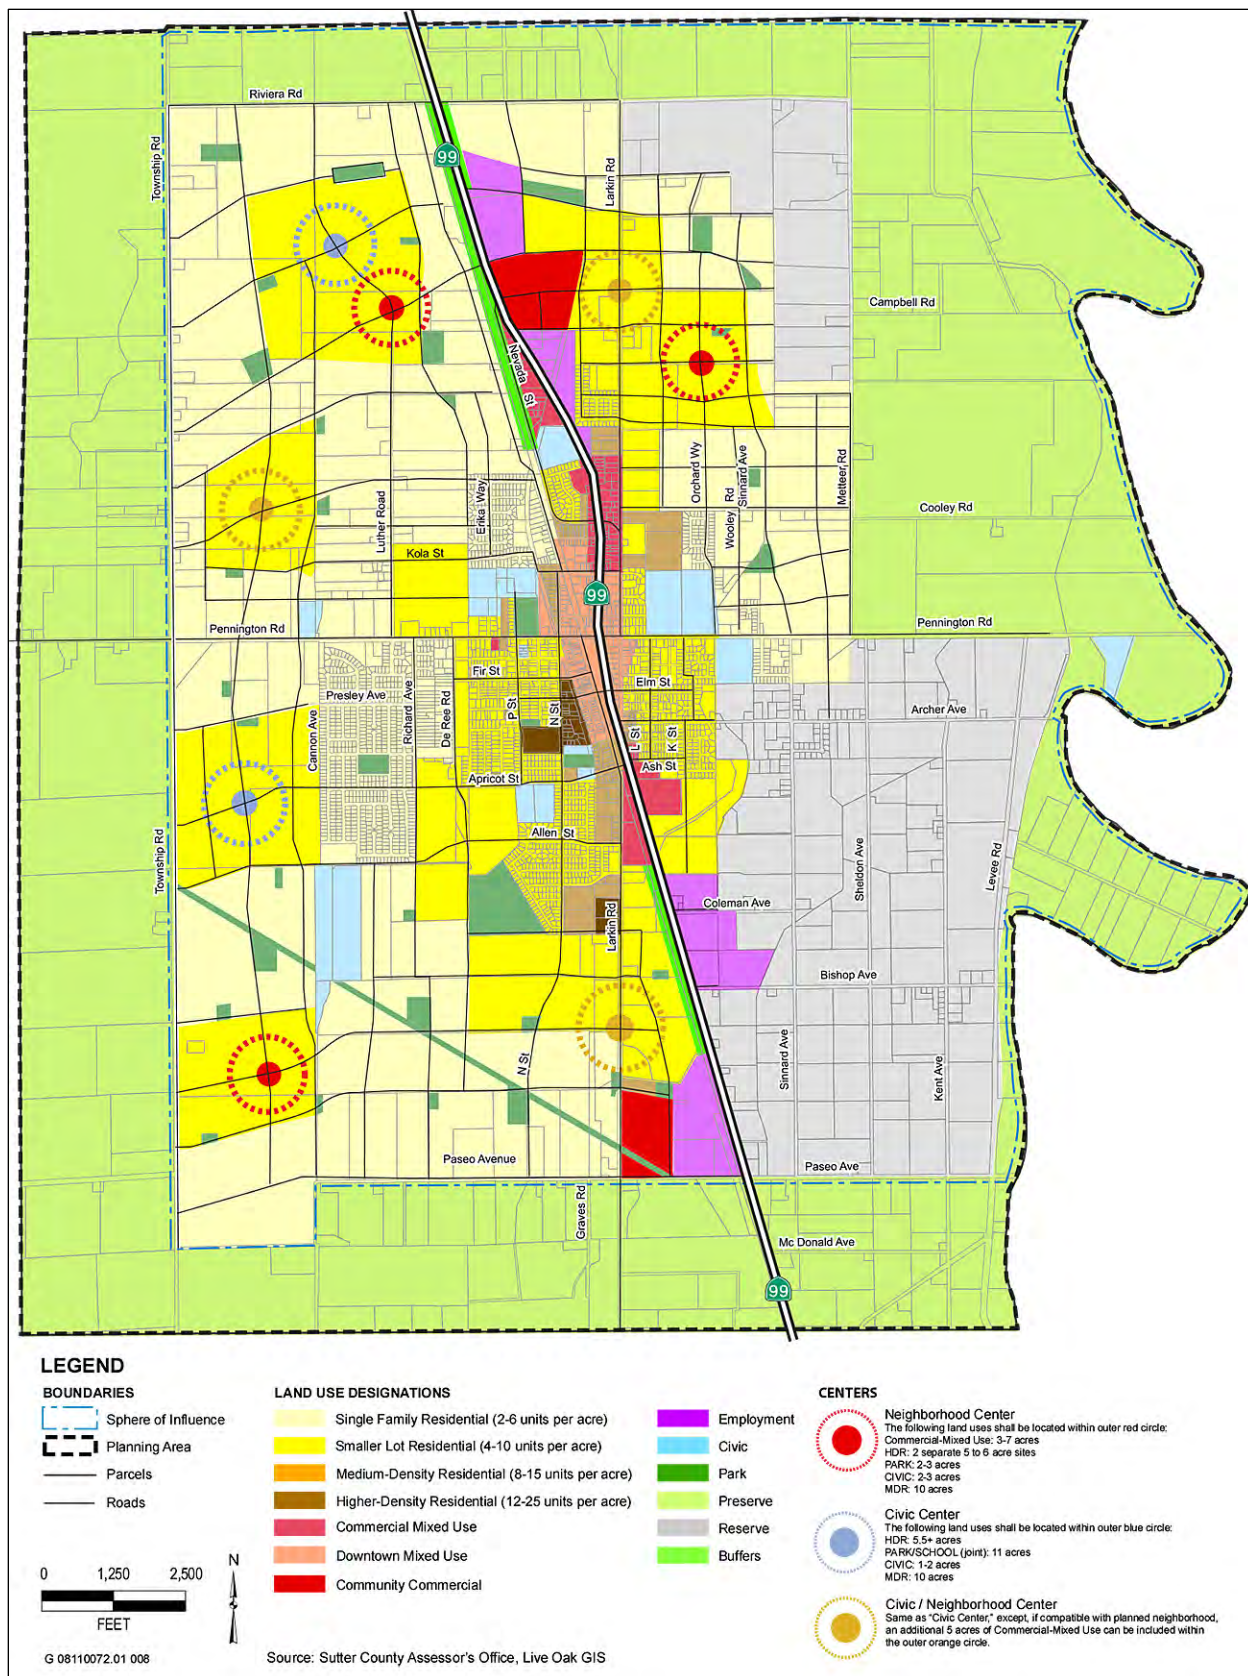 Riviera Rd
Township Rd
99
Larkin Rd
Campbell Rd
Nevada St
Orchard Wy
Sinnard Ave
Wooley Rd
Metteer Rd
Cooley Rd
Luther Road
Erika Way
Kola St
99
Pennington Rd
Pennington Rd
Fir St
Elm St
Presley Ave
Richard Ave
De Ree Rd
P St
N St
L St
K St
Archer Ave
Cannon Ave
Ash St
Apricot St
Allen St
Township Rd
Sheldon Ave
Levee Rd
Larkin Rd
Coleman Ave
Bishop Ave
N St
Sinnard Ave
Kent Ave
Paseo Avenue
Paseo Ave
Graves Rd
Mc Donald Ave
99
LEGEND
BOUNDARIES
Sphere of Influence
Planning Area
Parcels
Roads
0 1,250 2,500
FEET
N
G 08110072.01 008
LAND USE DESIGNATIONS
Single Family Residential (2-6 units per acre)
Smaller Lot Residential (4-10 units per acre)
Medium-Density Residential (8-15 units per acre)
Higher-Density Residential (12-25 units per acre)
Commercial Mixed Use
Downtown Mixed Use
Community Commercial
Employment
Civic
Park
Preserve
Reserve
Buffers
Source: Sutter County Assessor's Office, Live Oak GIS
CENTERS
Neighborhood Center
The following land uses shall be located within outer red circle:
Commercial-Mixed Use: 3-7 acres
HDR: 2 separate 5 to 6 acre sites
PARK: 2-3 acres
CIVIC: 2-3 acres
MDR: 10 acres
Civic Center
The following land uses shall be located within outer blue circle:
HDR: 5.5+ acres
PARK/SCHOOL (joint): 11 acres
CIVIC: 1-2 acres
MDR: 10 acres
Civic / Neighborhood Center
Same as "Civic Center," except, if compatible with planned neighborhood,
an additional 5 acres of Commercial-Mixed Use can be included within
the outer orange circle.